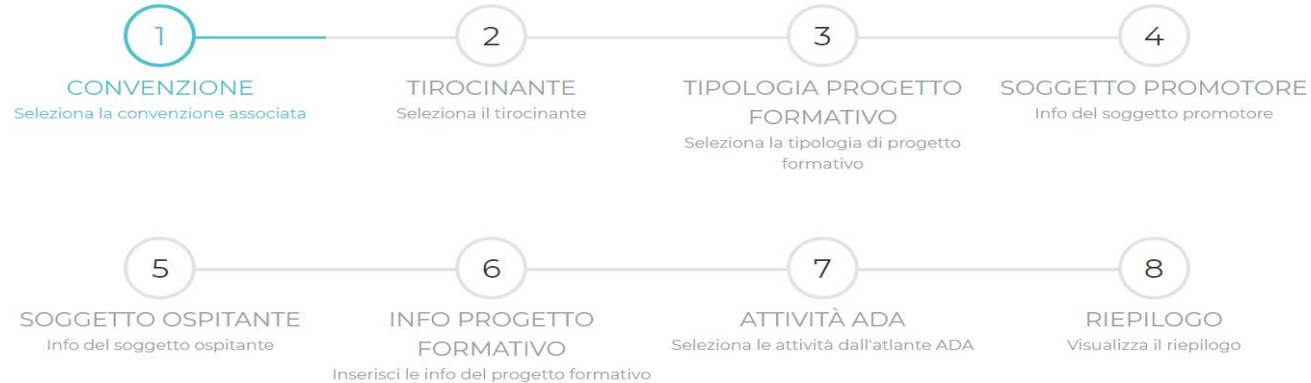 1
CONVENZIONE
Seleziona la convenzione associata
2
TIROCINANTE
Seleziona il tirocinante
3
TIPOLOGIA PROGETTO
FORMATIVO
Seleziona la tipologia di progetto
formativo
4
SOGGETTO PROMOTORE
Info del soggetto promotore
5
SOGGETTO OSPITANTE
Info del soggetto ospitante
6
INFO PROGETTO
FORMATIVO
Inserisci le info del progetto formativo
7
ATTIVITÀ ADA
Seleziona le attività dall'atlante ADA
8
RIEPILOGO
Visualizza il riepilogo